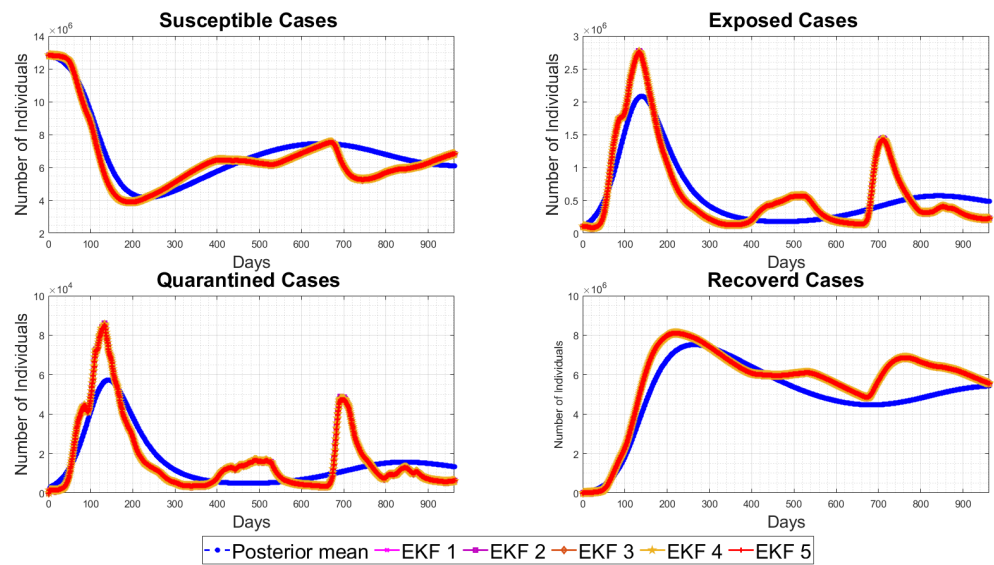 Susceptible Cases
×10^6
14
12
10
8
6
4
2
0 100 200 300 400 500 600 700 800 900
Number of Individuals
Days
Exposed Cases
×10^6
3
2.5
2
1.5
1
0.5
0
0 100 200 300 400 500 600 700 800 900
Number of Individuals
Days
Quarantined Cases
×10^4
10
8
6
4
2
0
0 100 200 300 400 500 600 700 800 900
Number of Individuals
Days
Recoverd Cases
×10^6
10
8
6
4
2
0
0 100 200 300 400 500 600 700 800 900
Number of Individuals
Days
Posterior mean EKF 1 EKF 2 EKF 3 EKF 4 EKF 5